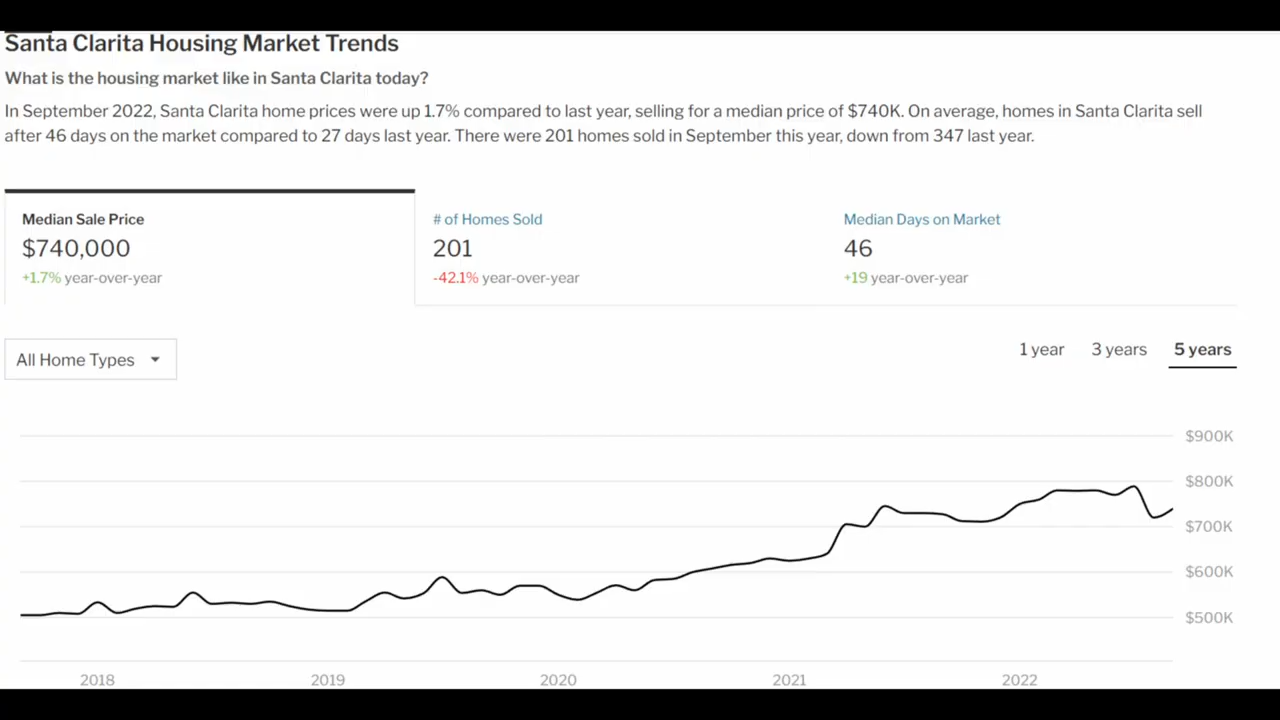 Santa Clarita Housing Market Trends
What is the housing market like in Santa Clarita today?
In September 2022, Santa Clarita home prices were up 1.7% compared to last year, selling for a median price of $740K. On average, homes in Santa Clarita sell
after 46 days on the market compared to 27 days last year. There were 201 homes sold in September this year, down from 347 last year.
Median Sale Price
$740,000
+1.7% year-over-year
# of Homes Sold
201
-42.1% year-over-year
Median Days on Market
46
+19 year-over-year
All Home Types
1 year 3 years 5 years
$900K
$800K
$700K
$600K
$500K
2018 2019 2020 2021 2022